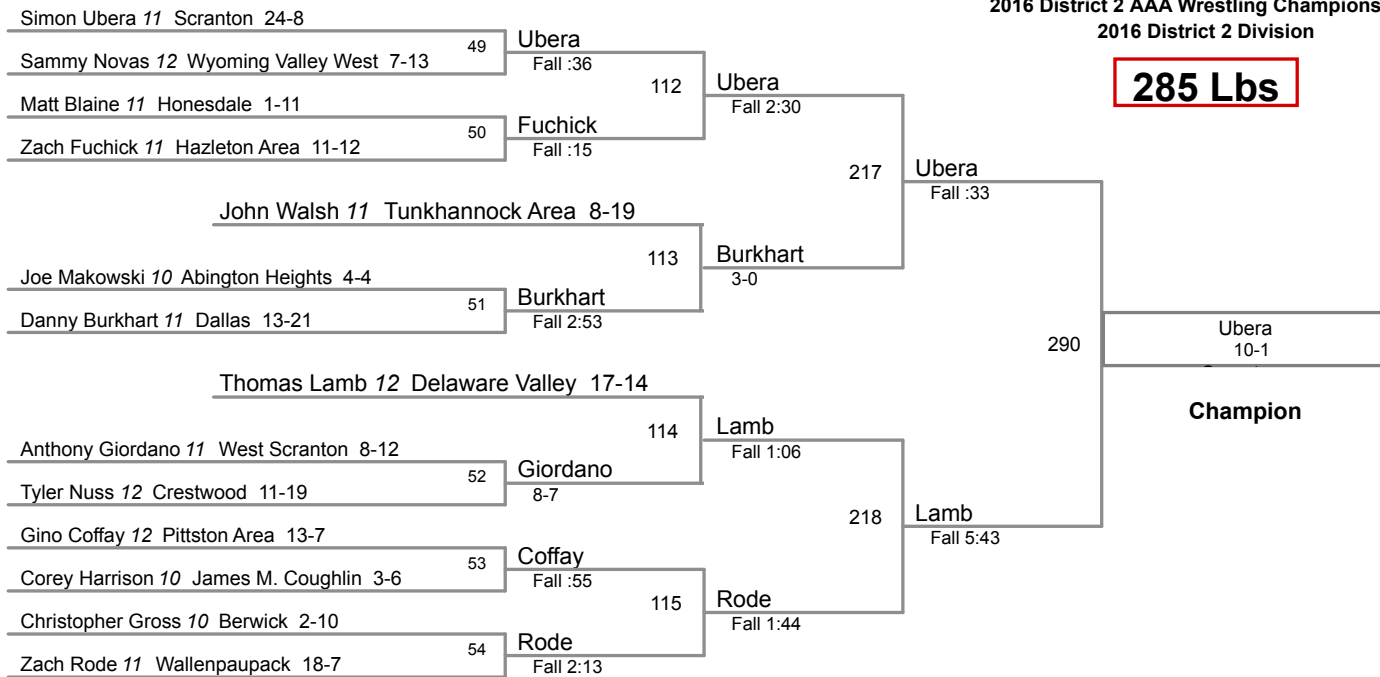 2016 District 2 AAA Wrestling Champions
2016 District 2 Division
285 Lbs
Simon Ubera 11 Scranton 24-8
49
Ubera
Fall :36
Sammy Novas 12 Wyoming Valley West 7-13
112
Ubera
Fall 2:30
Matt Blaine 11 Honesdale 1-11
50
Fuchick
Fall :15
Zach Fuchick 11 Hazleton Area 11-12
217
Ubera
Fall :33
John Walsh 11 Tunkhannock Area 8-19
113
Burkhart
3-0
Joe Makowski 10 Abington Heights 4-4
51
Burkhart
Fall 2:53
Danny Burkhart 11 Dallas 13-21
290
Ubera
10-1
Champion
Thomas Lamb 12 Delaware Valley 17-14
114
Lamb
Fall 1:06
Anthony Giordano 11 West Scranton 8-12
52
Giordano
8-7
Tyler Nuss 12 Crestwood 11-19
218
Lamb
Fall 5:43
Gino Coffay 12 Pittston Area 13-7
53
Coffay
Fall :55
Corey Harrison 10 James M. Coughlin 3-6
115
Rode
Fall 1:44
Christopher Gross 10 Berwick 2-10
54
Rode
Fall 2:13
Zach Rode 11 Wallenpaupack 18-7